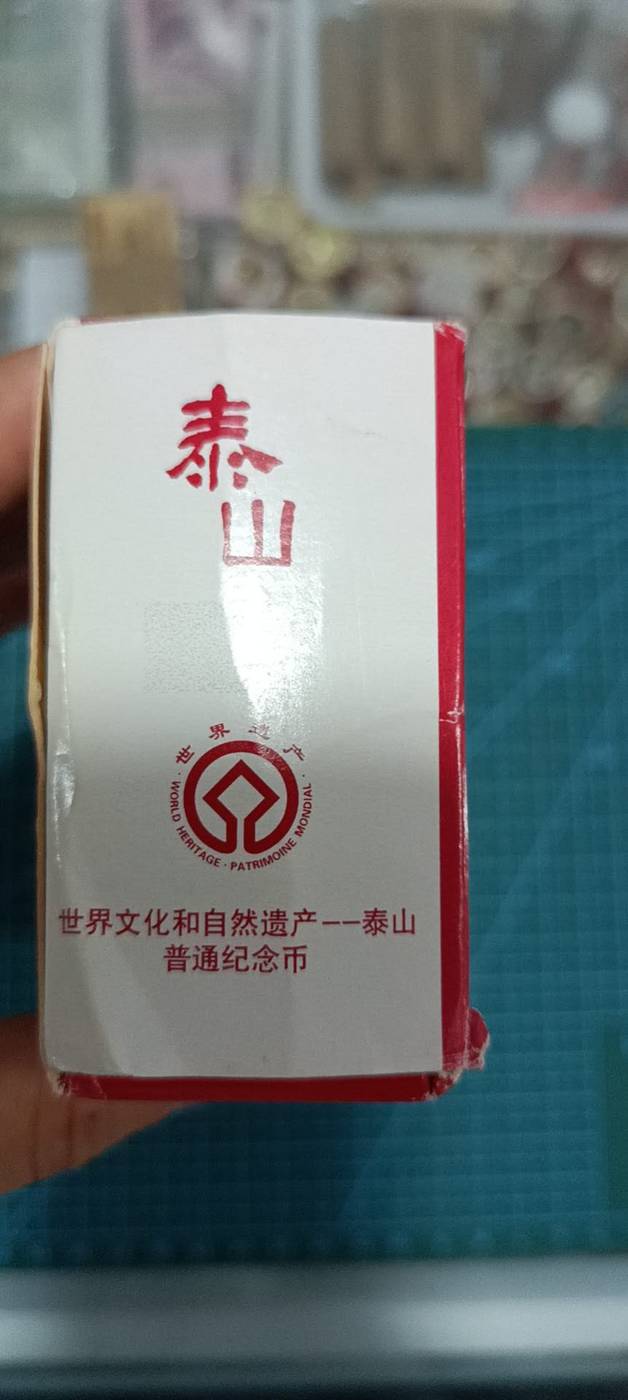 泰
山
世界遗产
· WORLD HERITAGE · PATRIMOINE MONDIAL ·
世界文化和自然遗产——泰山
普通纪念币